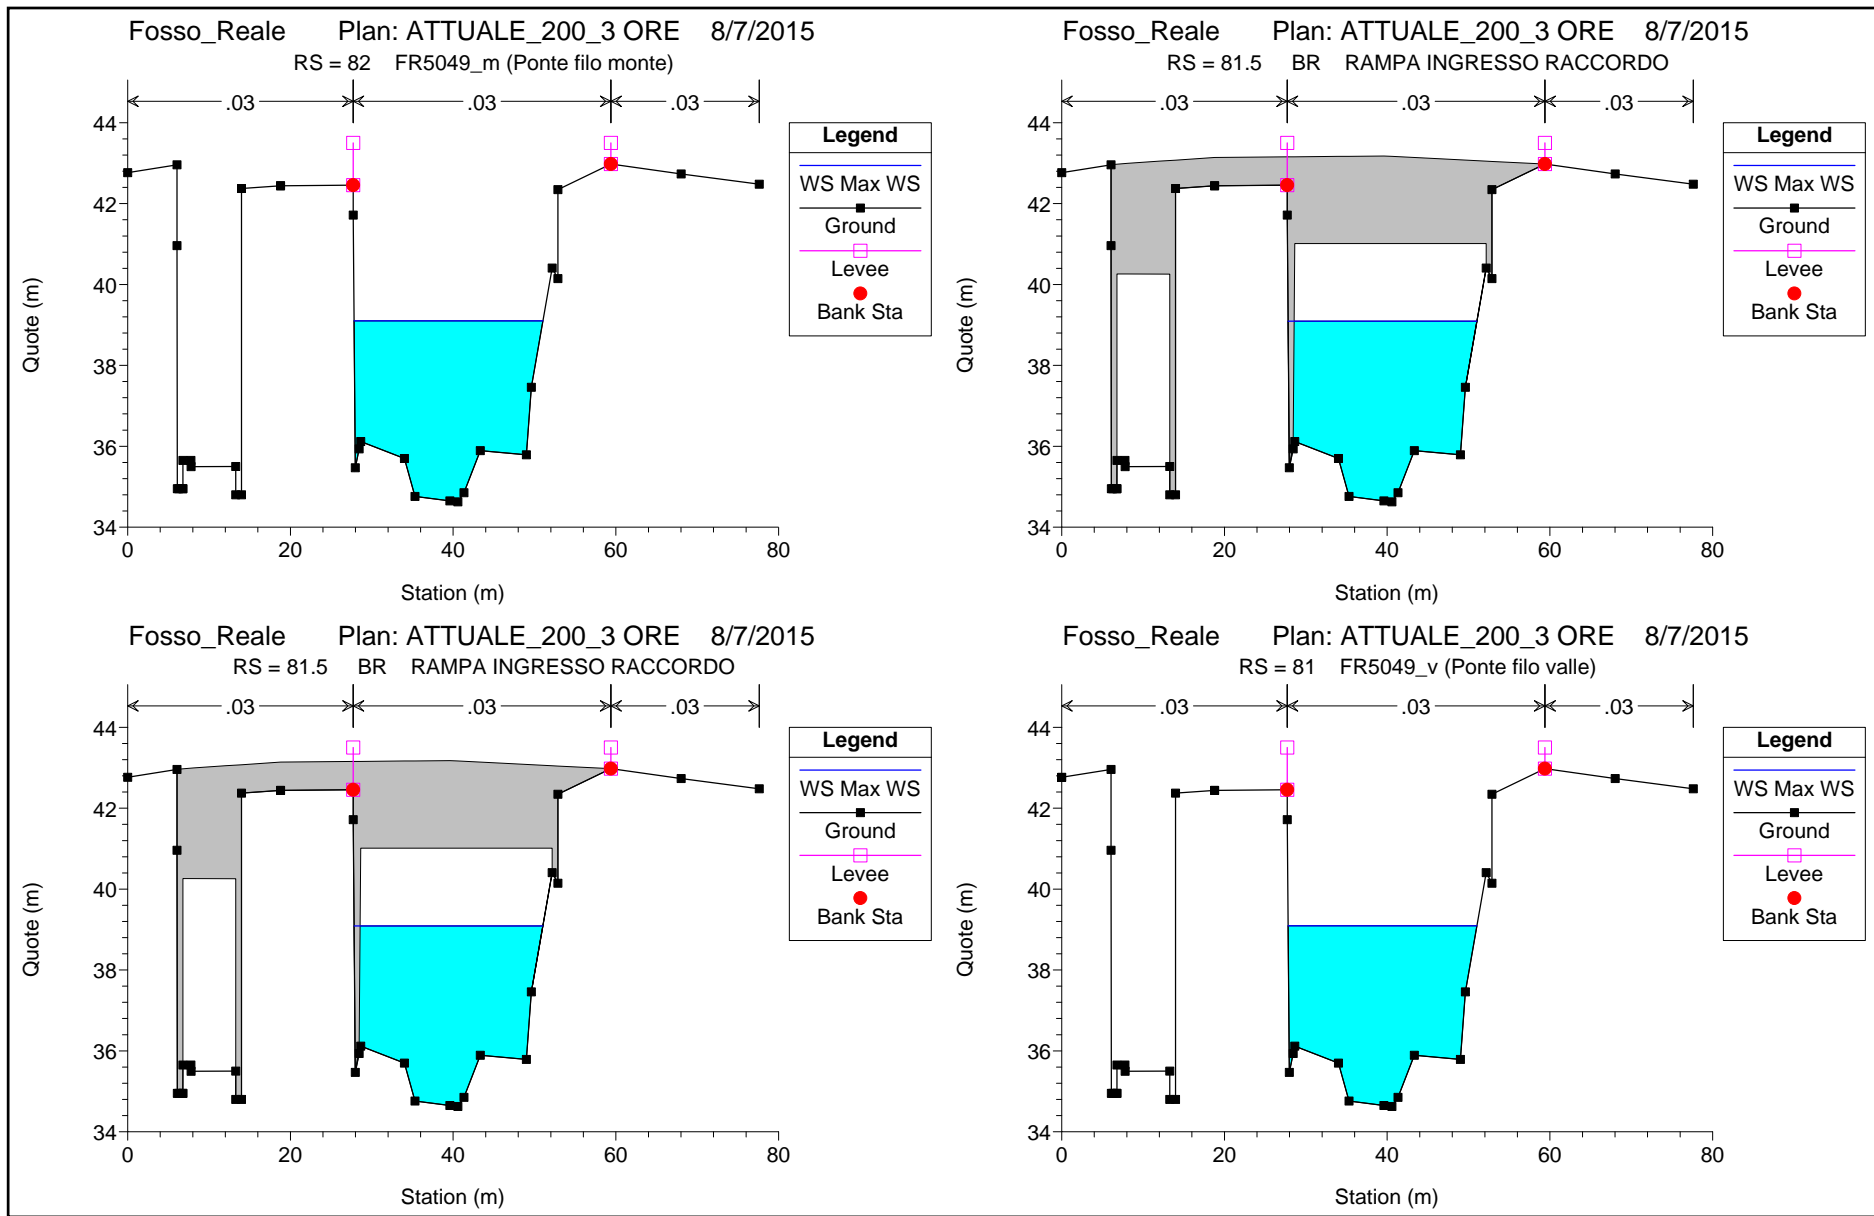 Fosso_Reale Plan: ATTUALE_200_3 ORE 8/7/2015
RS = 82 FR5049_m (Ponte filo monte)
.03 .03 .03
44
42
40
38
36
34
Quote (m)
0 20 40 60 80
Station (m)
Legend
WS Max WS
Ground
Levee
Bank Sta
Fosso_Reale Plan: ATTUALE_200_3 ORE 8/7/2015
RS = 81.5 BR RAMPA INGRESSO RACCORDO
.03 .03 .03
44
42
40
38
36
34
Quote (m)
0 20 40 60 80
Station (m)
Legend
WS Max WS
Ground
Levee
Bank Sta
Fosso_Reale Plan: ATTUALE_200_3 ORE 8/7/2015
RS = 81.5 BR RAMPA INGRESSO RACCORDO
.03 .03 .03
44
42
40
38
36
34
Quote (m)
0 20 40 60 80
Station (m)
Legend
WS Max WS
Ground
Levee
Bank Sta
Fosso_Reale Plan: ATTUALE_200_3 ORE 8/7/2015
RS = 81 FR5049_v (Ponte filo valle)
.03 .03 .03
44
42
40
38
36
34
Quote (m)
0 20 40 60 80
Station (m)
Legend
WS Max WS
Ground
Levee
Bank Sta